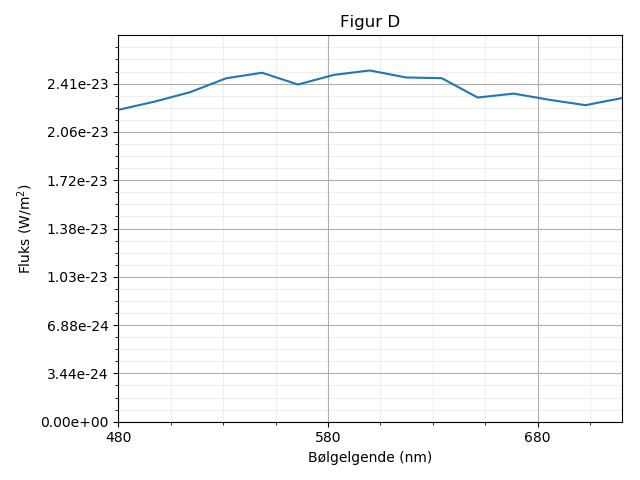 Figur D
2.41e-23
2.06e-23
1.72e-23
1.38e-23
1.03e-23
6.88e-24
3.44e-24
0.00e+00
Fluks (W/m²)
480 580 680
Bølgelgende (nm)